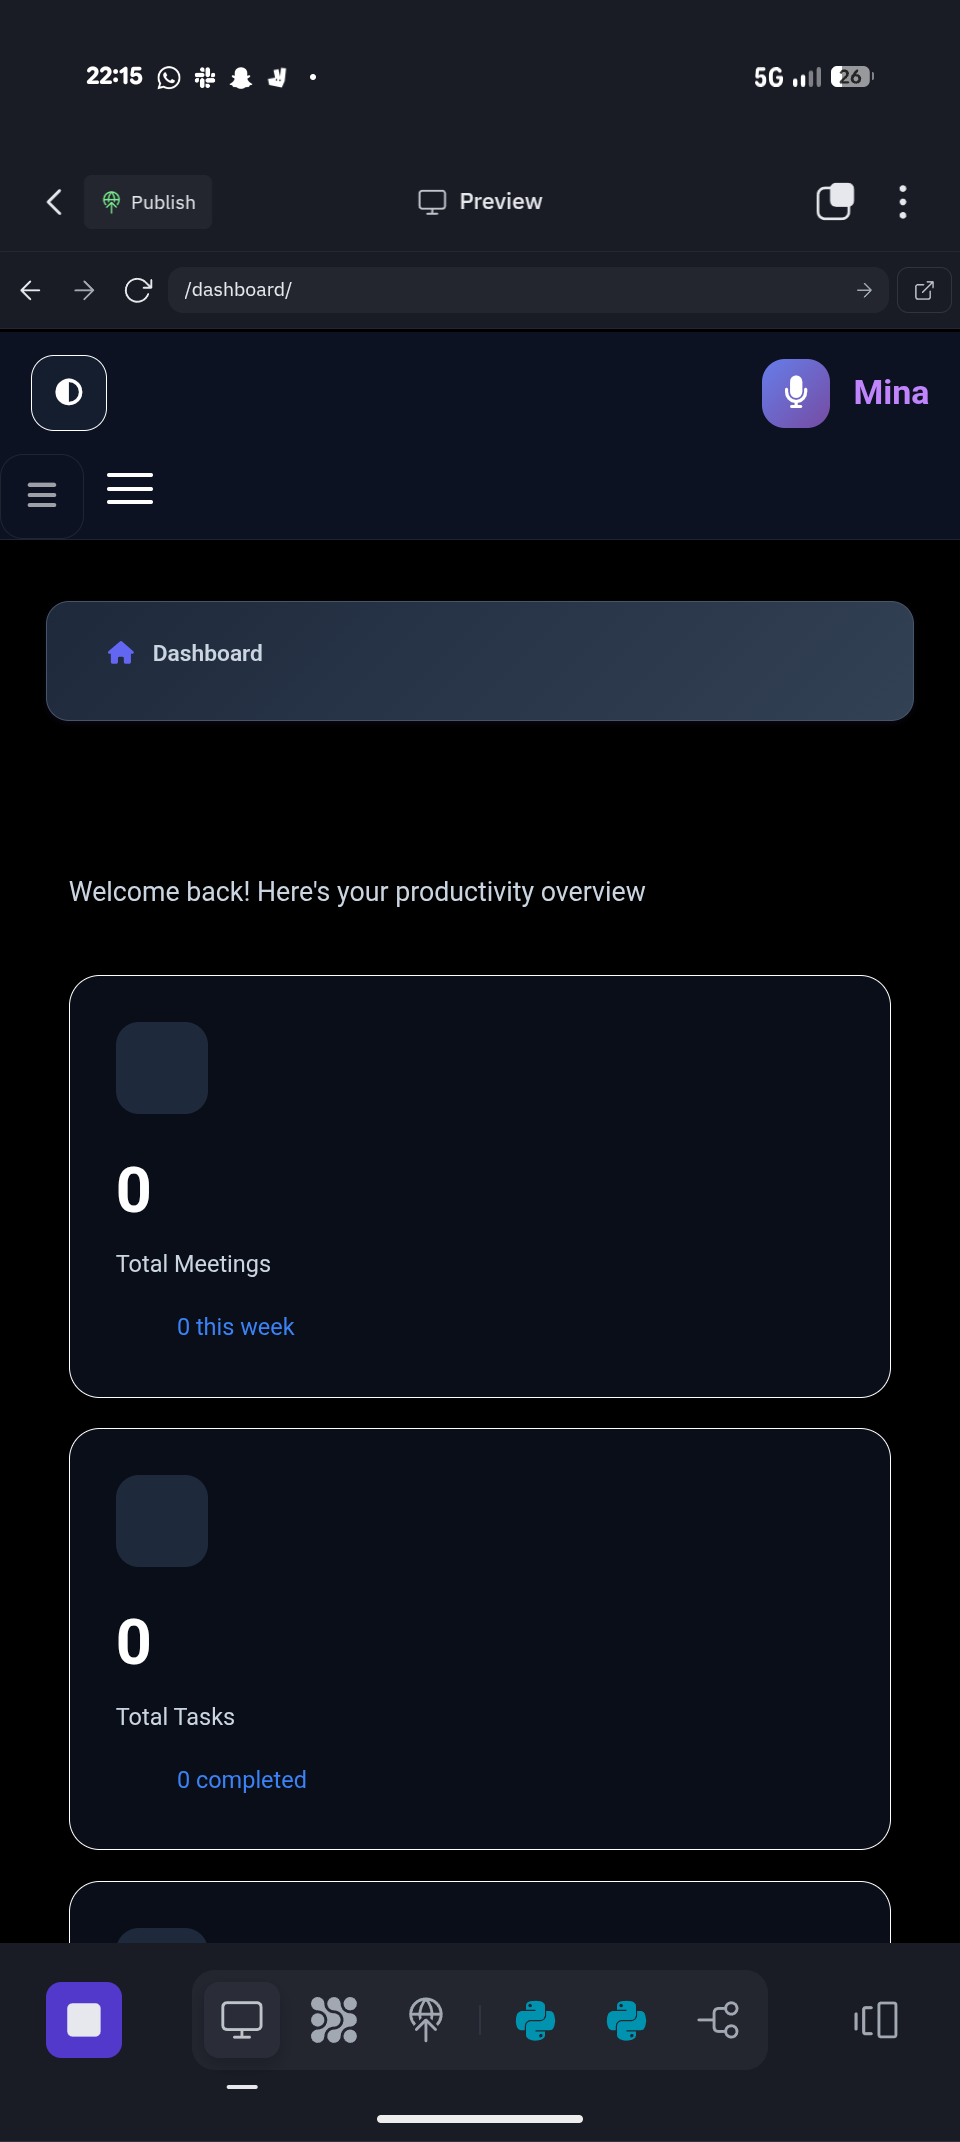 22:15
5G
26
Publish
Preview
/dashboard/
Mina
Dashboard
Welcome back! Here's your productivity overview
0
Total Meetings
0 this week
0
Total Tasks
0 completed